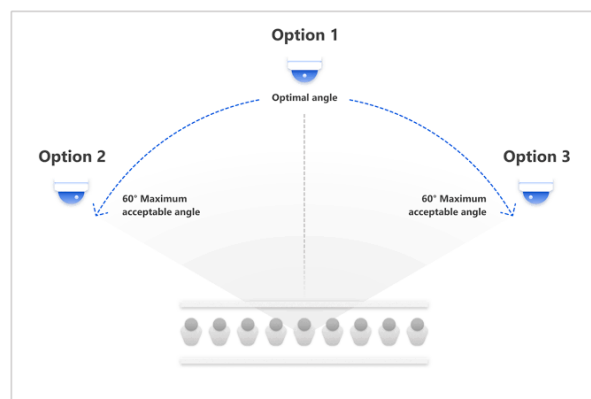 Option 1
Optimal angle
Option 2
Option 3
60° Maximum
acceptable angle
60° Maximum
acceptable angle